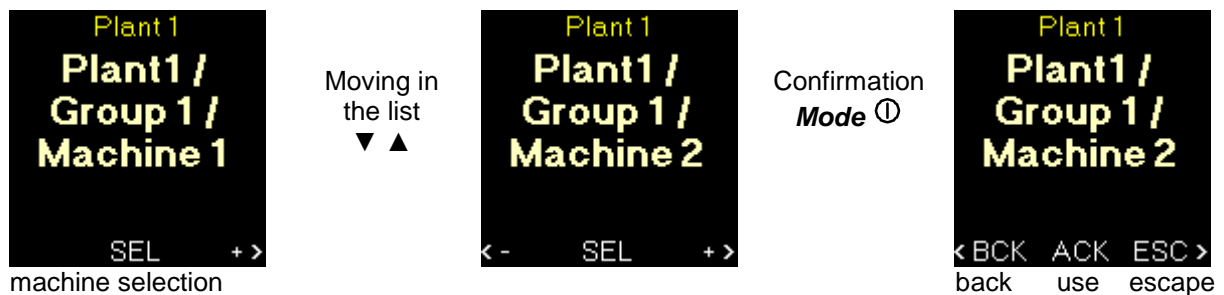 Plant 1
Plant1 /
Group 1 /
Machine 1
SEL + >
machine selection
Moving in
the list
▼ ▲
Plant 1
Plant1 /
Group 1 /
Machine 2
< - SEL + >
Confirmation
Mode ⏼
Plant 1
Plant1 /
Group 1 /
Machine 2
< BCK ACK ESC >
back use escape